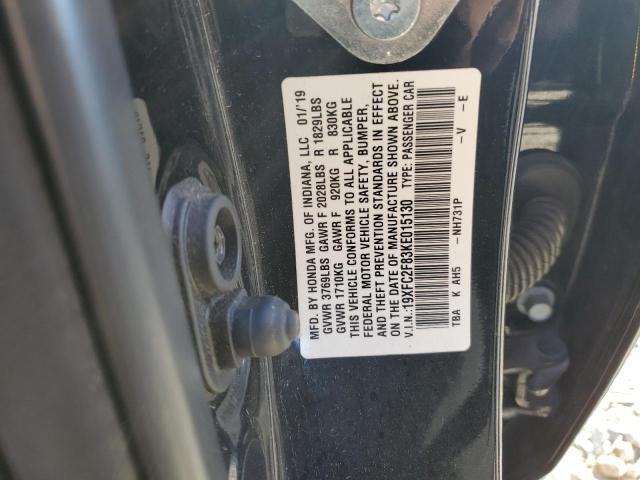 MFD. BY HONDA MFG. OF INDIANA, LLC 01/'19
GVWR 3769LBS GAWR F 2028LBS R 1829LBS
GVWR 1710KG GAWR F 920KG R 830KG
THIS VEHICLE CONFORMS TO ALL APPLICABLE
FEDERAL MOTOR VEHICLE SAFETY, BUMPER,
AND THEFT PREVENTION STANDARDS IN EFFECT
ON THE DATE OF MANUFACTURE SHOWN ABOVE.
V.I.N.:19XFC2F83KE015130 TYPE: PASSENGER CAR
TBA K AH5 -NH731P -V -E